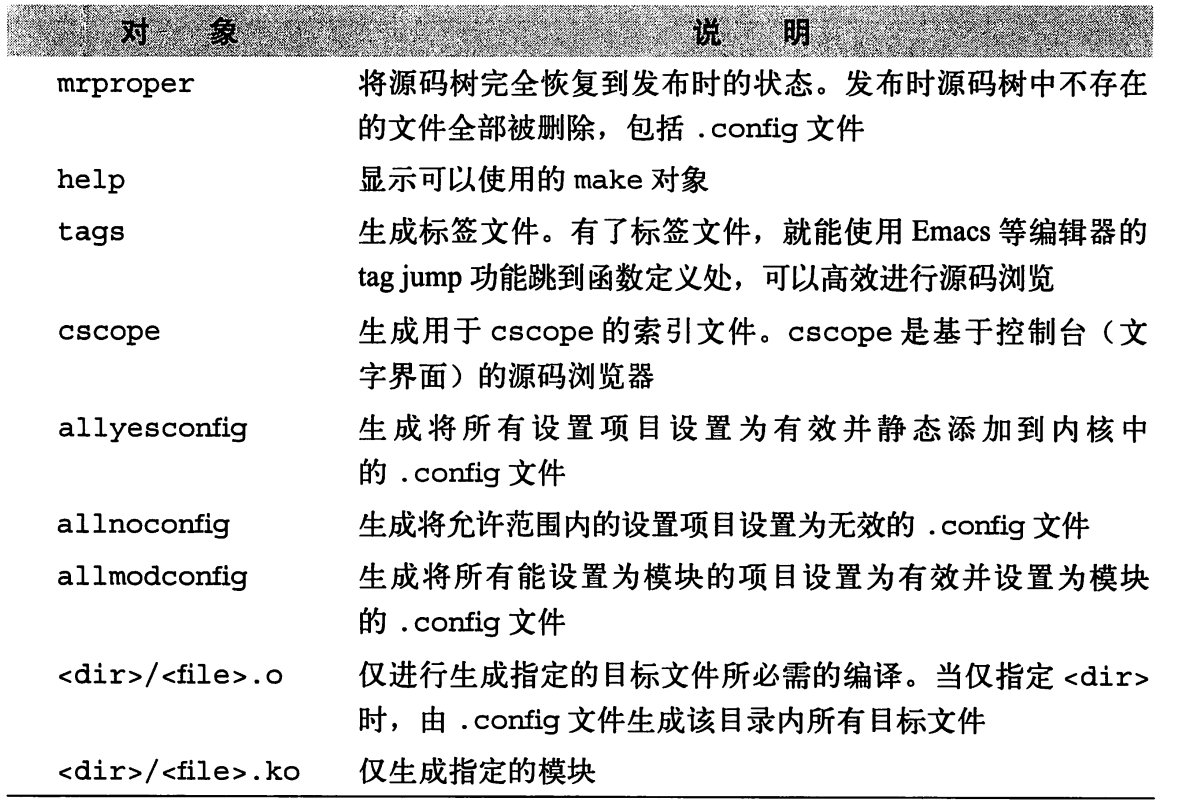 对 象 说 明
mrproper 将源码树完全恢复到发布时的状态。发布时源码树中不存在
的文件全部被删除，包括 .config 文件
help 显示可以使用的 make 对象
tags 生成标签文件。有了标签文件，就能使用 Emacs 等编辑器的
tag jump 功能跳到函数定义处，可以高效进行源码浏览
cscope 生成用于 cscope 的索引文件。cscope 是基于控制台（文
字界面）的源码浏览器
allyesconfig 生成将所有设置项目设置为有效并静态添加到内核中
的 .config 文件
allnoconfig 生成将允许范围内的设置项目设置为无效的 .config 文件
allmodconfig 生成将所有能设置为模块的项目设置为有效并设置为模块
的 .config 文件
<dir>/<file>.o 仅进行生成指定的目标文件所必需的编译。当仅指定 <dir>
时，由 .config 文件生成该目录内所有目标文件
<dir>/<file>.ko 仅生成指定的模块